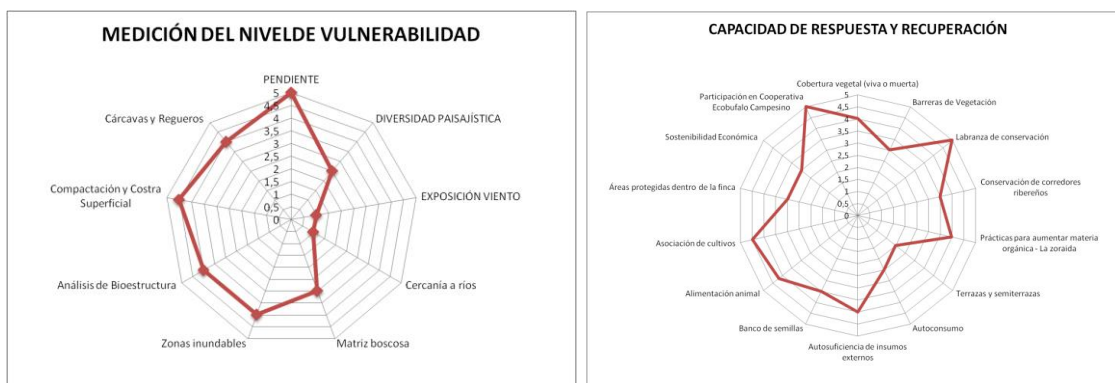 MEDICIÓN DEL NIVELDE VULNERABILIDAD
PENDIENTE
DIVERSIDAD PAISAJÍSTICA
EXPOSICIÓN VIENTO
Cercanía a ríos
Matriz boscosa
Zonas inundables
Análisis de Bioestructura
Compactación y Costra
Superficial
Cárcavas y Regueros
5
4,5
4
3,5
3
2,5
2
1,5
1
0,5
0
CAPACIDAD DE RESPUESTA Y RECUPERACIÓN
Cobertura vegetal (viva o muerta)
Barreras de Vegetación
Labranza de conservación
Conservación de corredores
ribereños
Prácticas para aumentar materia
orgánica - La zoraida
Terrazas y semiterrazas
Autoconsumo
Autosuficiencia de insumos
externos
Banco de semillas
Alimentación animal
Asociación de cultivos
Áreas protegidas dentro de la finca
Sostenibilidad Económica
Participación en Cooperativa
Ecobufalo Campesino
5
4,5
4
3,5
3
2,5
2
1,5
1
0,5
0